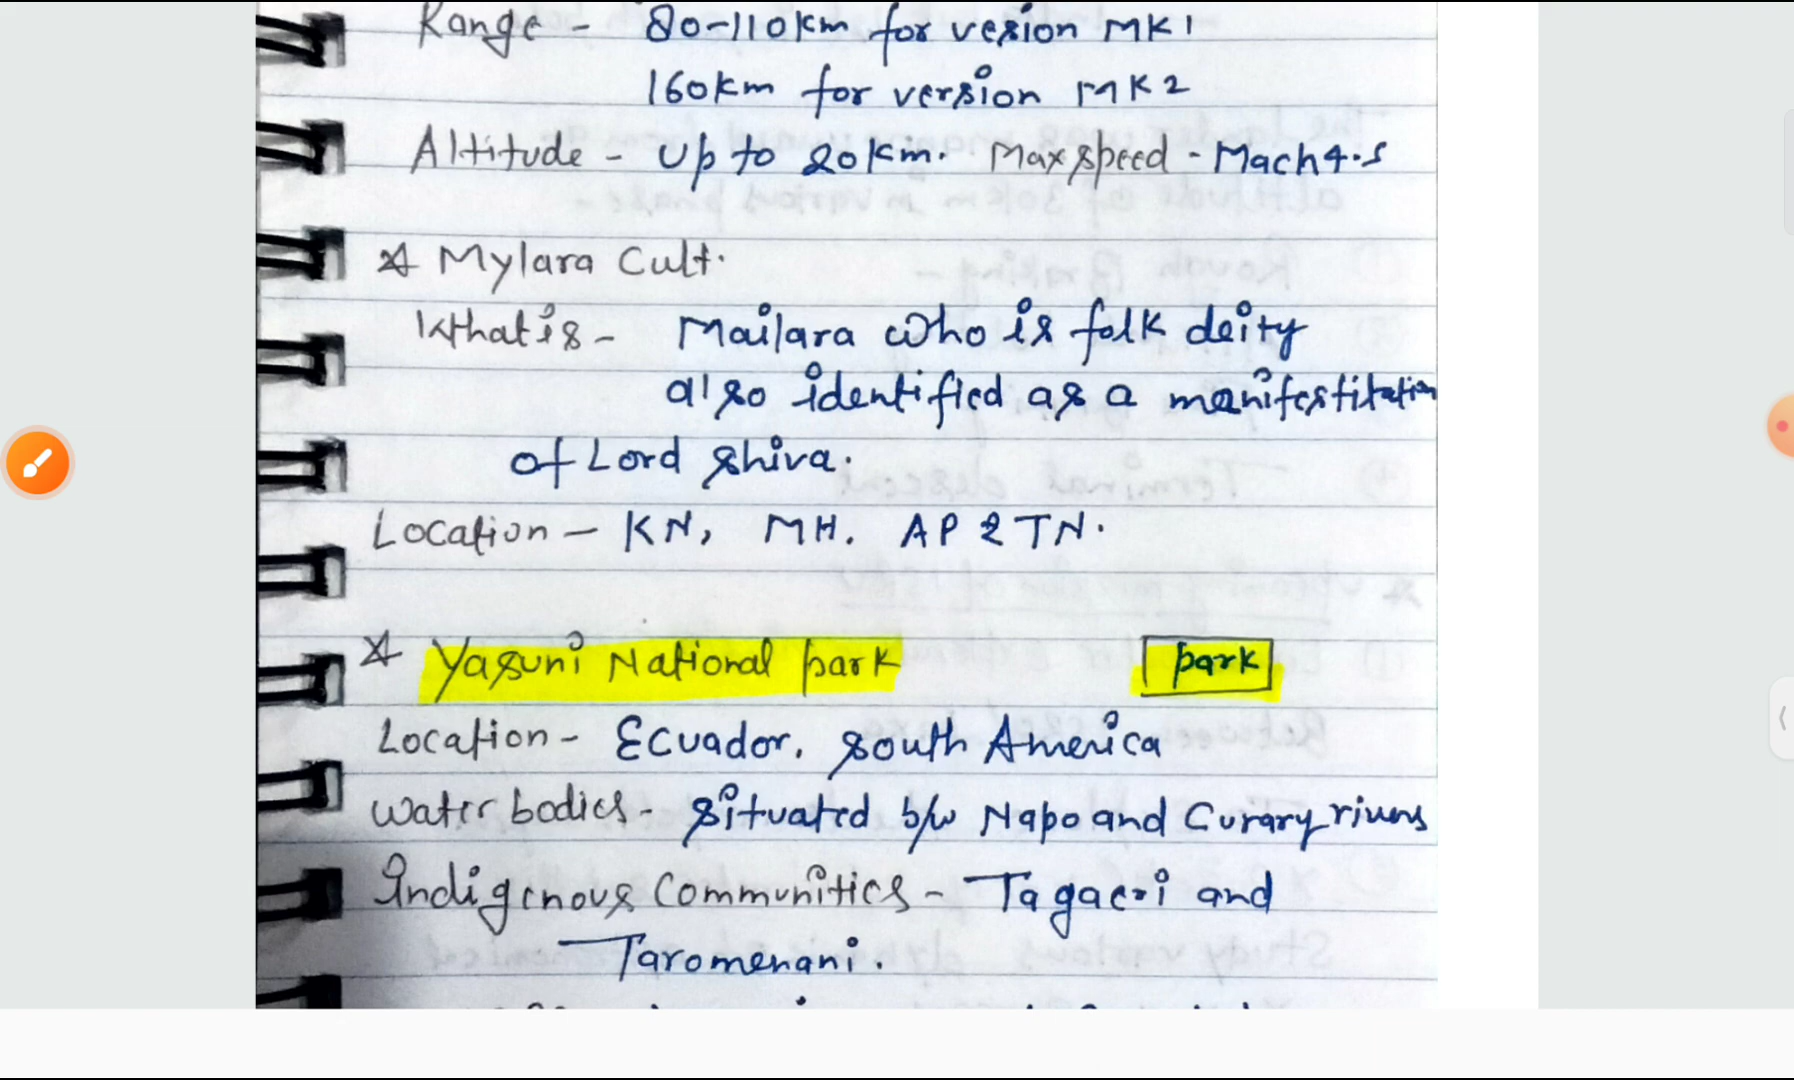 Range - 80-110km for vesion MK1
160km for version MK2
Altitude - Up to 20km. Max speed - Mach 4.5
Mylara Cult.
What is - Mailara who is folk deity
also identified as a manifestitation
of Lord Shiva.
Location - KN, MH. AP & TN.
Yasuni National park park
Location - Ecuador, South America
Water bodies - Situated b/w Napo and Curary rivers
Indigenous Communities - Tagaeri and
Taromenani.